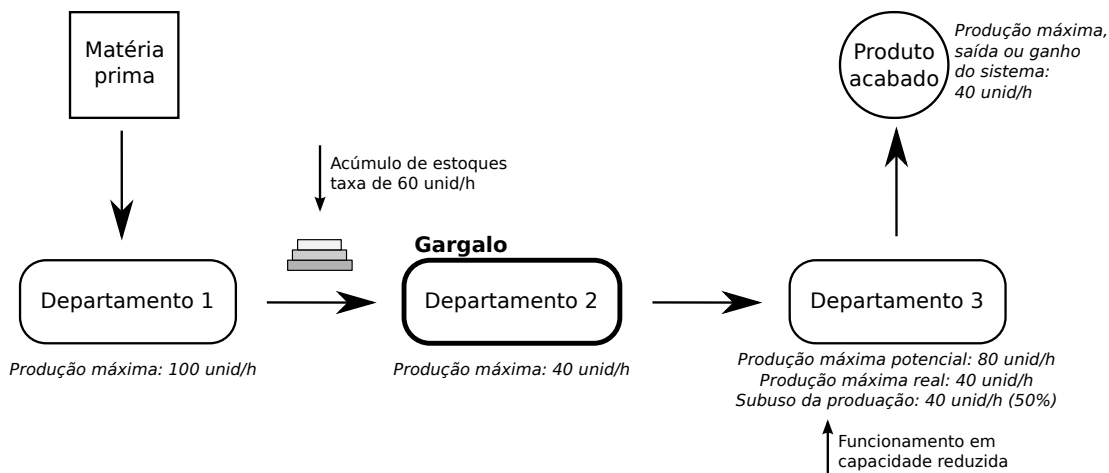 Matéria
prima
Produto
acabado
Produção máxima,
saída ou ganho
do sistema:
40 unid/h
Acúmulo de estoques
taxa de 60 unid/h
Gargalo
Departamento 1
Departamento 2
Departamento 3
Produção máxima: 100 unid/h
Produção máxima: 40 unid/h
Produção máxima potencial: 80 unid/h
Produção máxima real: 40 unid/h
Subuso da produação: 40 unid/h (50%)
Funcionamento em
capacidade reduzida